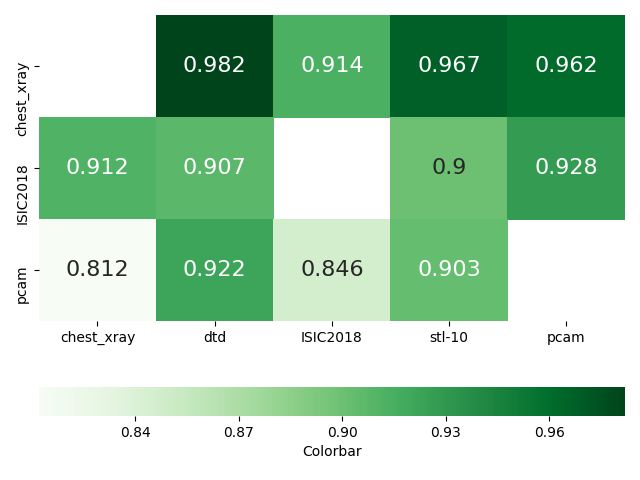 chest_xray
0.982 0.914 0.967 0.962
ISIC2018
0.912 0.907 0.9 0.928
pcam
0.812 0.922 0.846 0.903
chest_xray dtd ISIC2018 stl-10 pcam
0.84 0.87 0.90 0.93 0.96
Colorbar